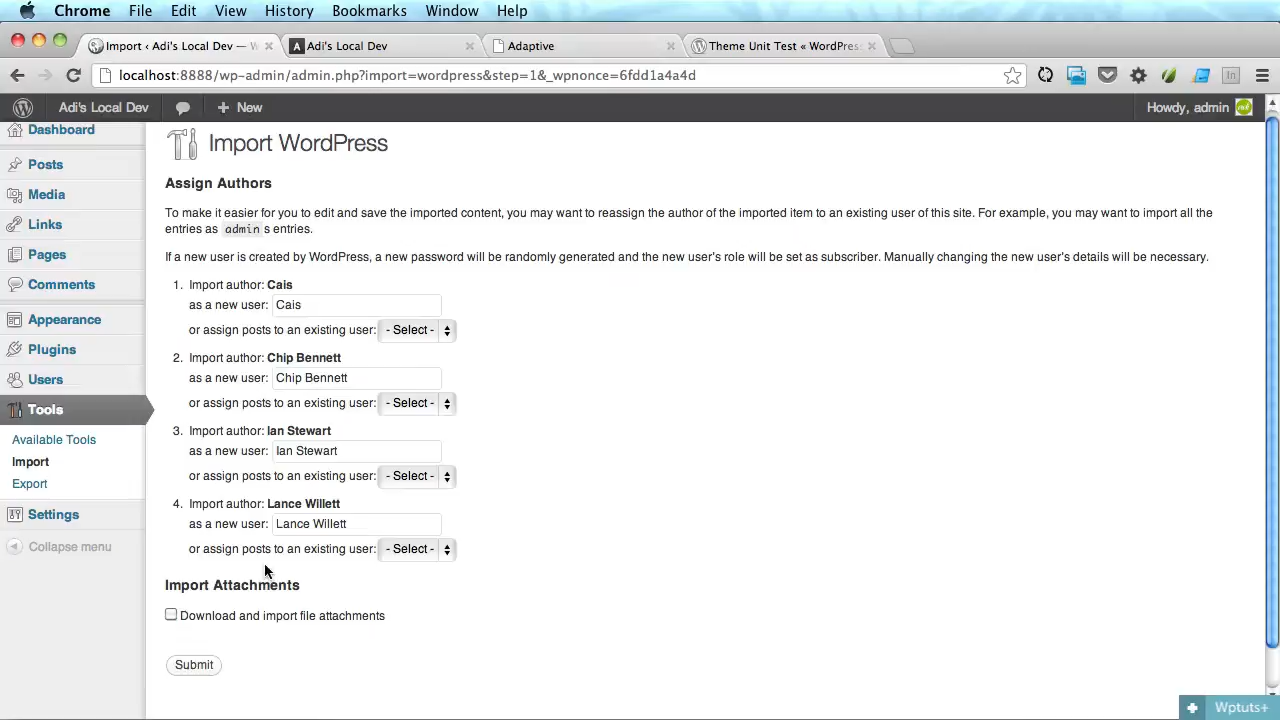 Chrome File Edit View History Bookmarks Window Help
Import ‹ Adi's Local Dev — W Adi's Local Dev Adaptive Theme Unit Test « WordPress
localhost:8888/wp-admin/admin.php?import=wordpress&step=1&_wpnonce=6fdd1a4a4d
Adi's Local Dev + New Howdy, admin
Dashboard
Posts
Media
Links
Pages
Comments
Appearance
Plugins
Users
Tools
Available Tools
Import
Export
Settings
Collapse menu
Import WordPress
Assign Authors
To make it easier for you to edit and save the imported content, you may want to reassign the author of the imported item to an existing user of this site. For example, you may want to import all the
entries as admin s entries.
If a new user is created by WordPress, a new password will be randomly generated and the new user's role will be set as subscriber. Manually changing the new user's details will be necessary.
1. Import author: Cais
as a new user: Cais
or assign posts to an existing user: - Select -
2. Import author: Chip Bennett
as a new user: Chip Bennett
or assign posts to an existing user: - Select -
3. Import author: Ian Stewart
as a new user: Ian Stewart
or assign posts to an existing user: - Select -
4. Import author: Lance Willett
as a new user: Lance Willett
or assign posts to an existing user: - Select -
Import Attachments
Download and import file attachments
Submit
Wptuts+